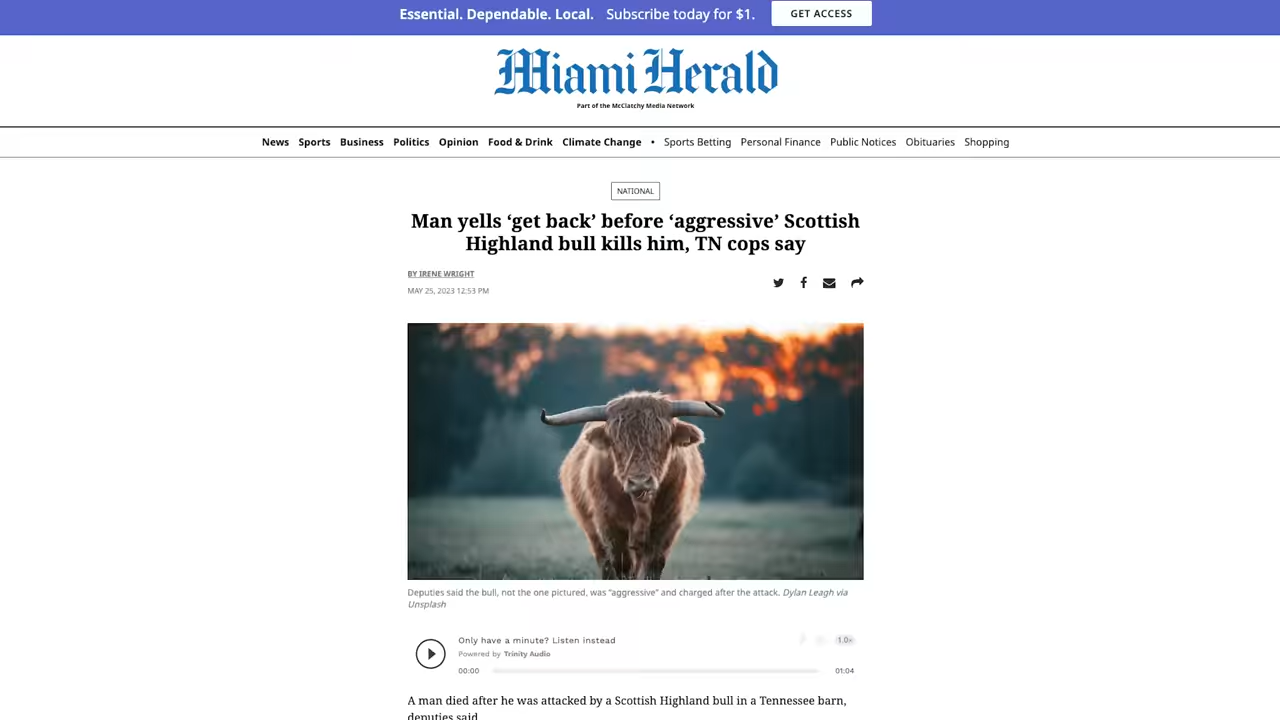 Essential. Dependable. Local. Subscribe today for $1. GET ACCESS
Miami Herald
Part of the McClatchy Media Network
News Sports Business Politics Opinion Food & Drink Climate Change • Sports Betting Personal Finance Public Notices Obituaries Shopping
NATIONAL
Man yells ‘get back’ before ‘aggressive’ Scottish
Highland bull kills him, TN cops say
BY IRENE WRIGHT
MAY 25, 2023 12:53 PM
Deputies said the bull, not the one pictured, was “aggressive” and charged after the attack. Dylan Leagh via
Unsplash
Only have a minute? Listen instead
1.0x
Powered by Trinity Audio
00:00 01:04
A man died after he was attacked by a Scottish Highland bull in a Tennessee barn,
deputies said.